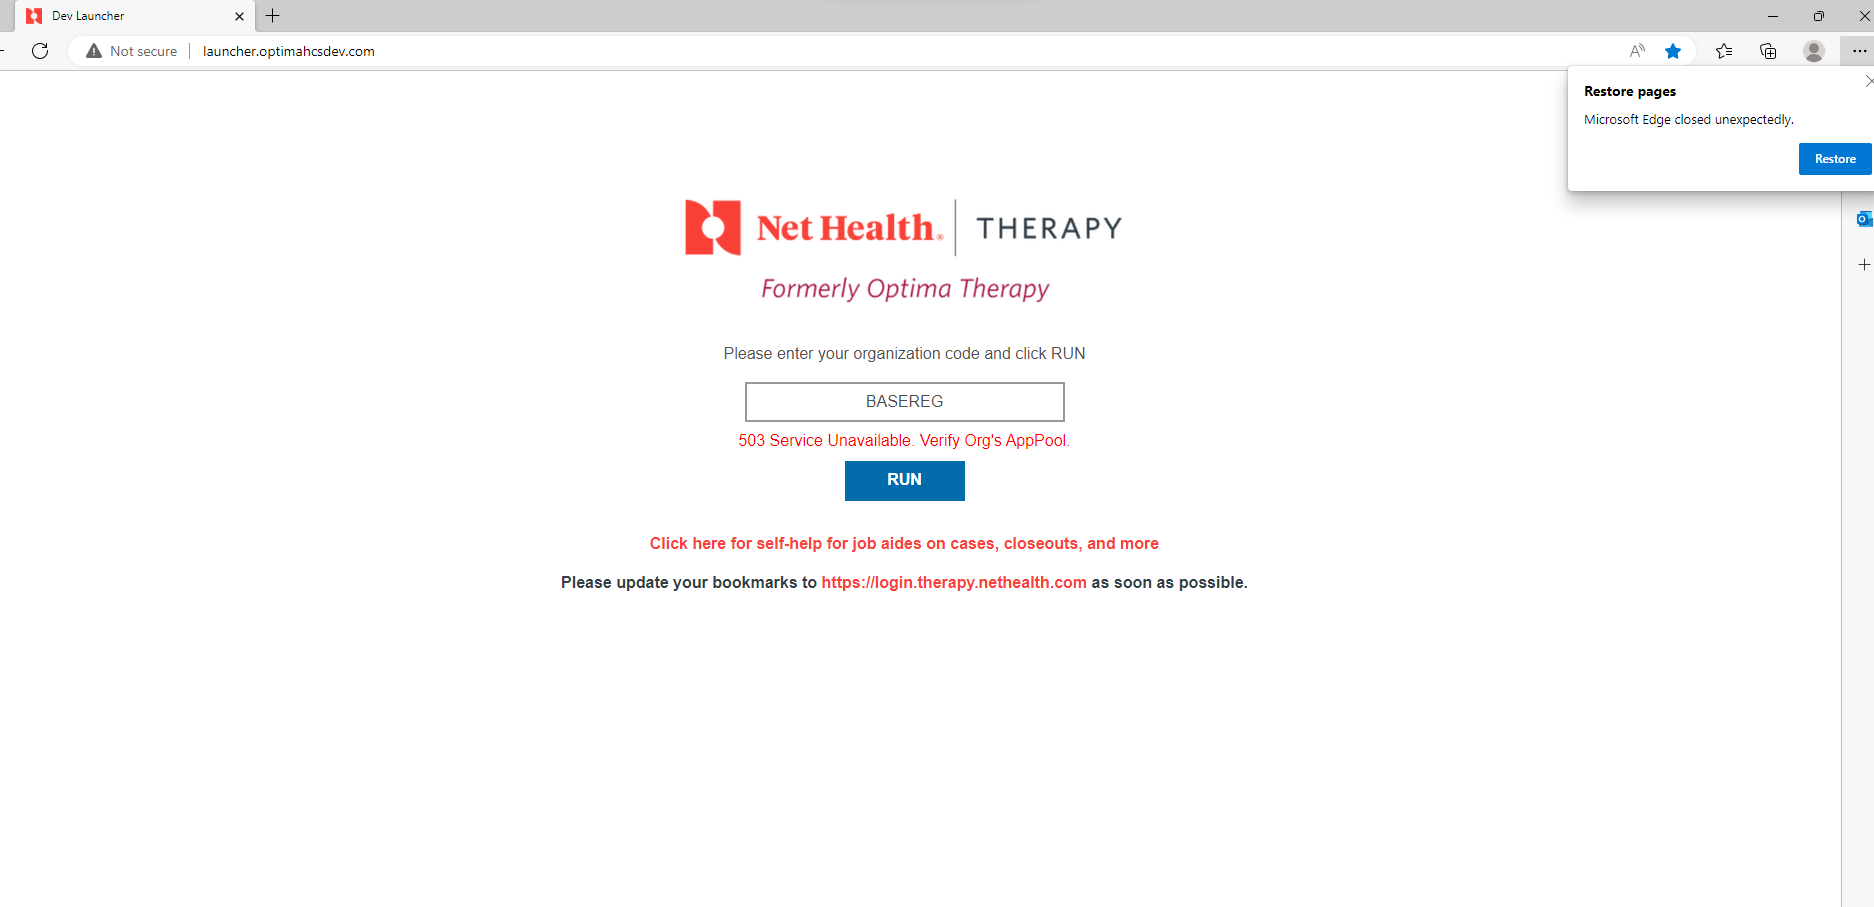 Dev Launcher
Not secure launcher.optimahcsdev.com
Restore pages
Microsoft Edge closed unexpectedly.
Restore
Net Health® THERAPY
Formerly Optima Therapy
Please enter your organization code and click RUN
BASEREG
503 Service Unavailable. Verify Org's AppPool.
RUN
Click here for self-help for job aides on cases, closeouts, and more
Please update your bookmarks to https://login.therapy.nethealth.com as soon as possible.